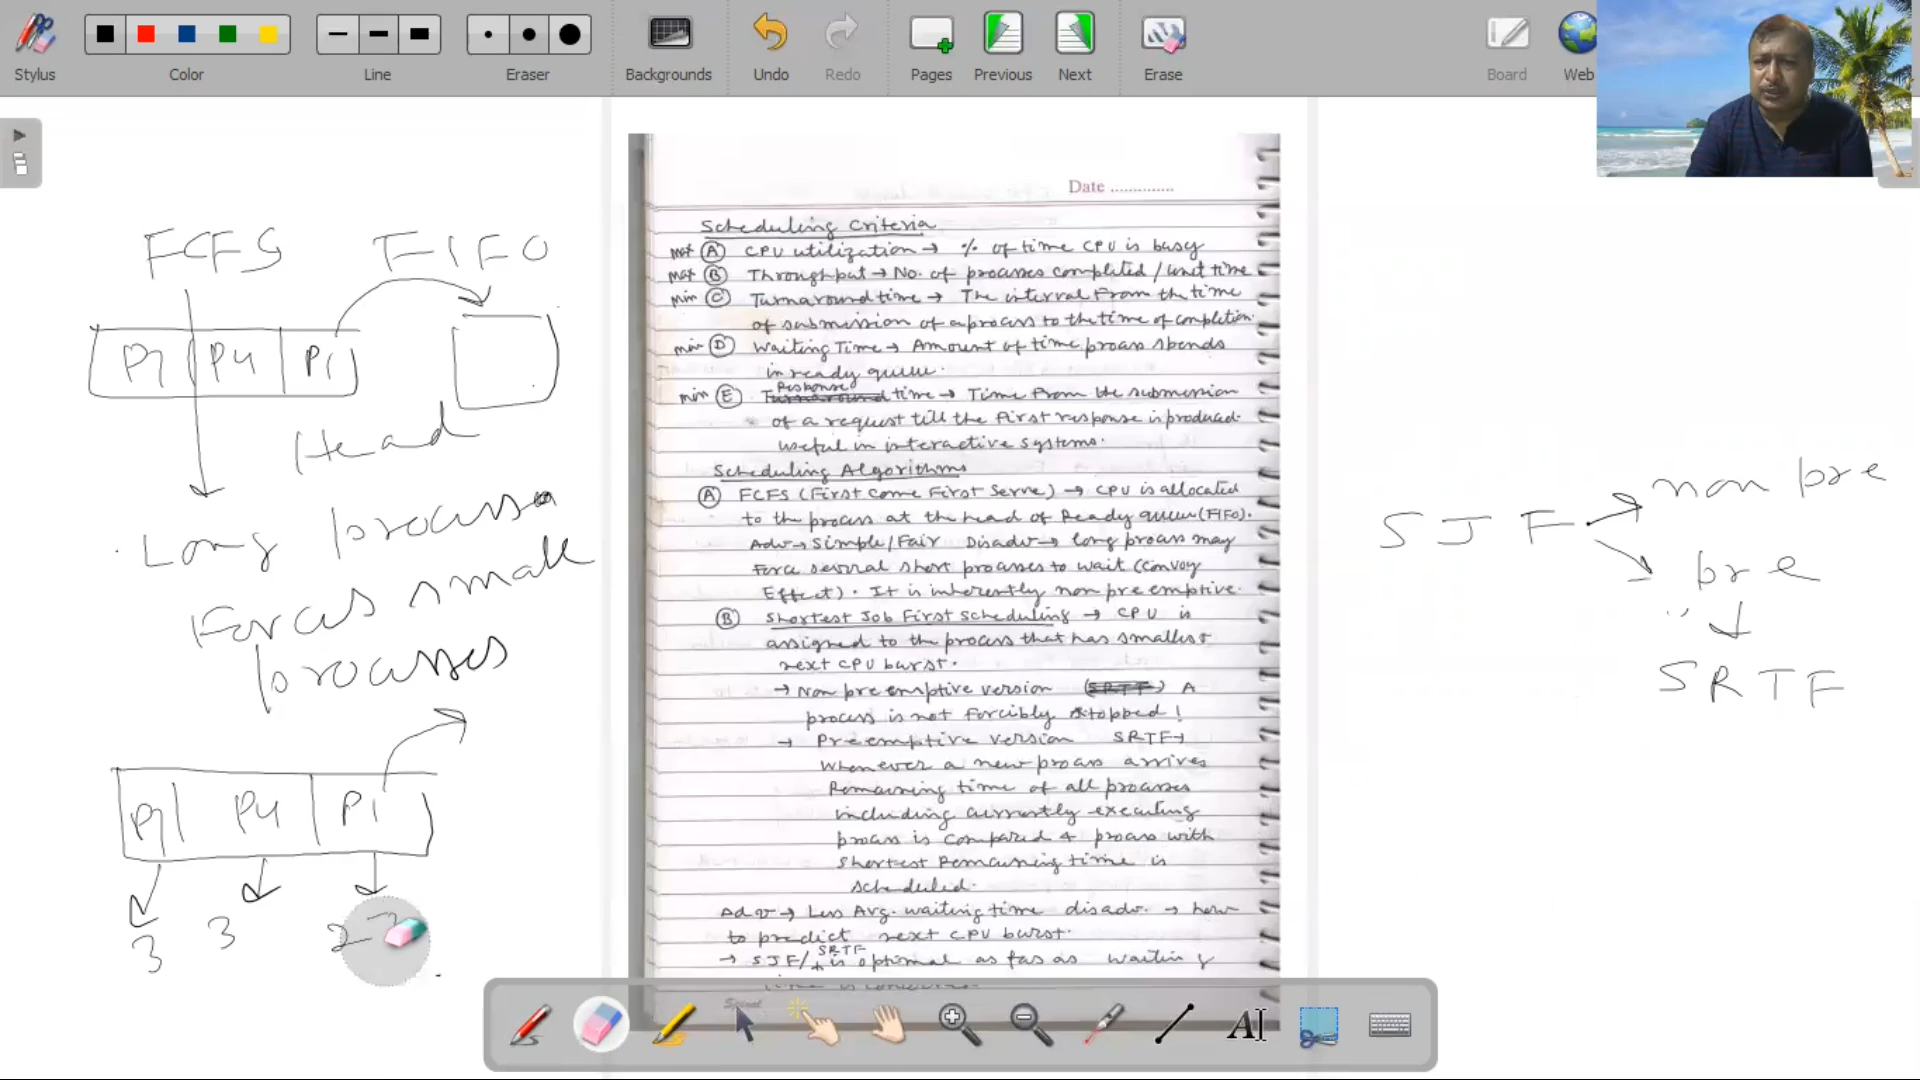 Stylus
Color
Line
Eraser
Backgrounds
Undo
Redo
Pages
Previous
Next
Erase
Board
Web
FCFS FIFO
P7 P4 P1
Head
Long process
Forces small
processes
P7 P4 P1
3 3 2
Date ..............
Scheduling Criteria
max (A) CPU utilization → % of time CPU is busy
max (B) Throughput → No. of processes completed / unit time
min (C) Turnaround time → The interval from the time
of submission of a process to the time of completion.
min (D) Waiting Time → Amount of time process spends
in ready queue.
Response
min (E) Turnaround time → Time From the submission
of a request till the first response is produced.
useful in interactive systems.
Scheduling Algorithms
(A) FCFS (First Come First Serve) → CPU is allocated
to the process at the head of Ready queue (FIFO).
Adv → Simple/Fair Disadv → long process may
Force several short processes to wait (Convoy
Effect). It is inherently non preemptive.
(B) Shortest Job First Scheduling → CPU is
assigned to the process that has smallest
next CPU burst.
→ Non preemptive version (SRTF) A
process is not forcibly stopped!
→ Preemptive version SRTF →
Whenever a new process arrives
Remaining time of all processes
including currently executing
process is compared & process with
Shortest Remaining time is
scheduled.
Adv → Less Avg. waiting time disadv. → how
to predict next CPU burst.
SRTF
→ SJF/ is optimal as far as waiting
SJF
non pre
pre
SRTF